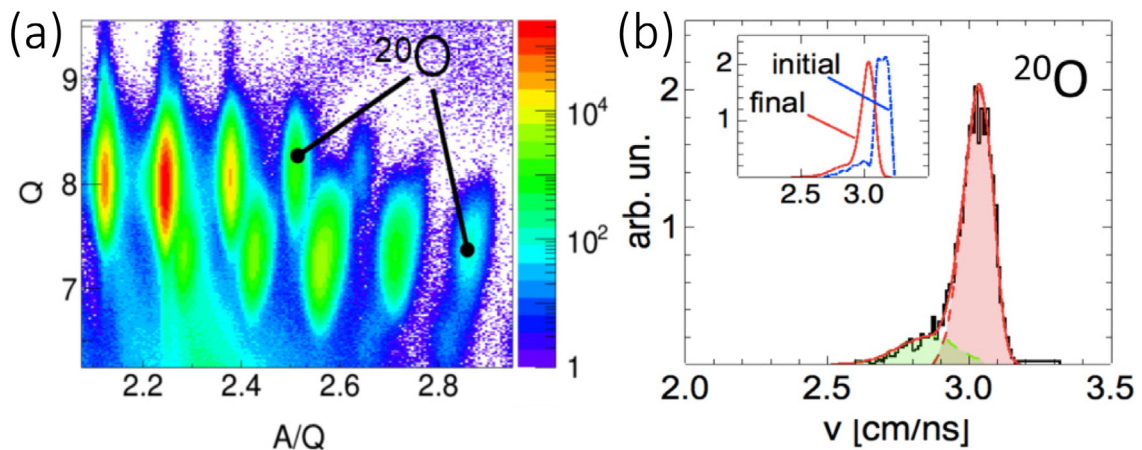 (a)
20O
Q
9
8
7
2.2 2.4 2.6 2.8
A/Q
10^4
10^2
1
(b)
20O
arb. un.
2
1
2.0 2.5 3.0 3.5
v [cm/ns]
initial
final
2
1
2.5 3.0